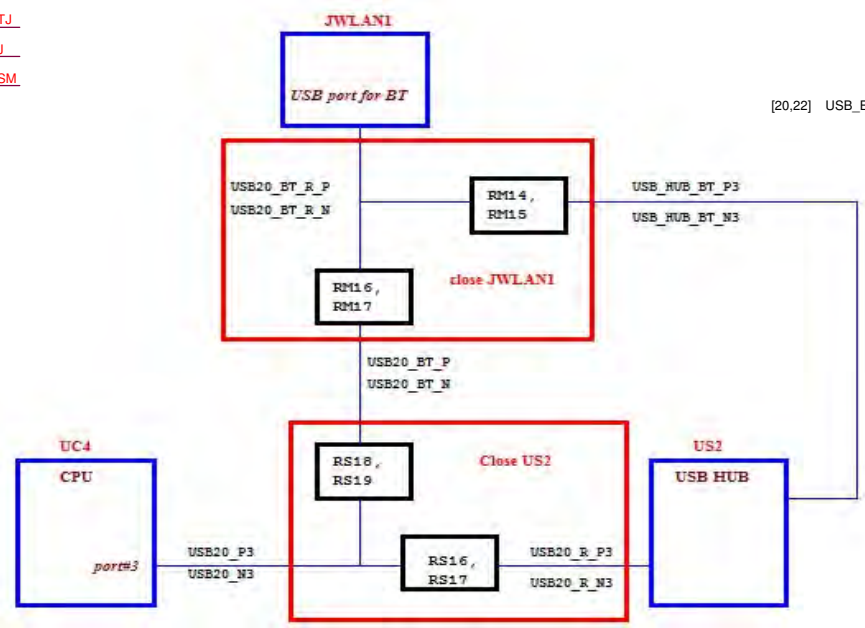 TJ
J
SM
JWLAN1
USB port for BT
[20,22] USB_B
USB20_BT_R_P
USB20_BT_R_N
RM14,
RM15
USB_HUB_BT_P3
USB_HUB_BT_N3
close JWLAN1
RM16,
RM17
USB20_BT_P
USB20_BT_N
UC4
CPU
port#3
USB20_P3
USB20_N3
RS18,
RS19
Close US2
RS16,
RS17
USB20_R_P3
USB20_R_N3
US2
USB HUB